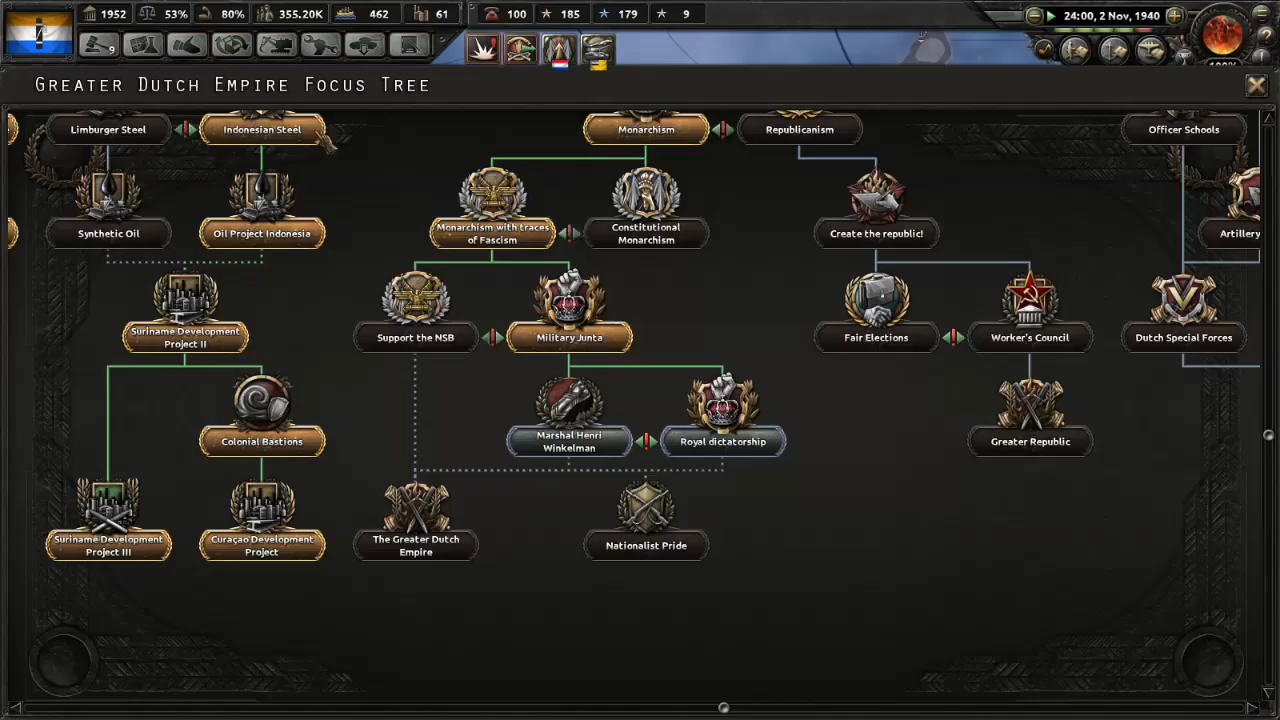 1952 53% 80% 355.20K 462 61 100 185 179 9 24:00, 2 Nov, 1940
9
100%
Greater Dutch Empire Focus Tree
Limburger Steel Indonesian Steel Monarchism Republicanism Officer Schools
Synthetic Oil Oil Project Indonesia Monarchism with traces
of Fascism Constitutional
Monarchism Create the republic! Artillery
Suriname Development
Project II Support the NSB Military Junta Fair Elections Worker's Council Dutch Special Forces
Colonial Bastions Marshal Henri
Winkelman Royal dictatorship Greater Republic
Suriname Development
Project III Curaçao Development
Project The Greater Dutch
Empire Nationalist Pride